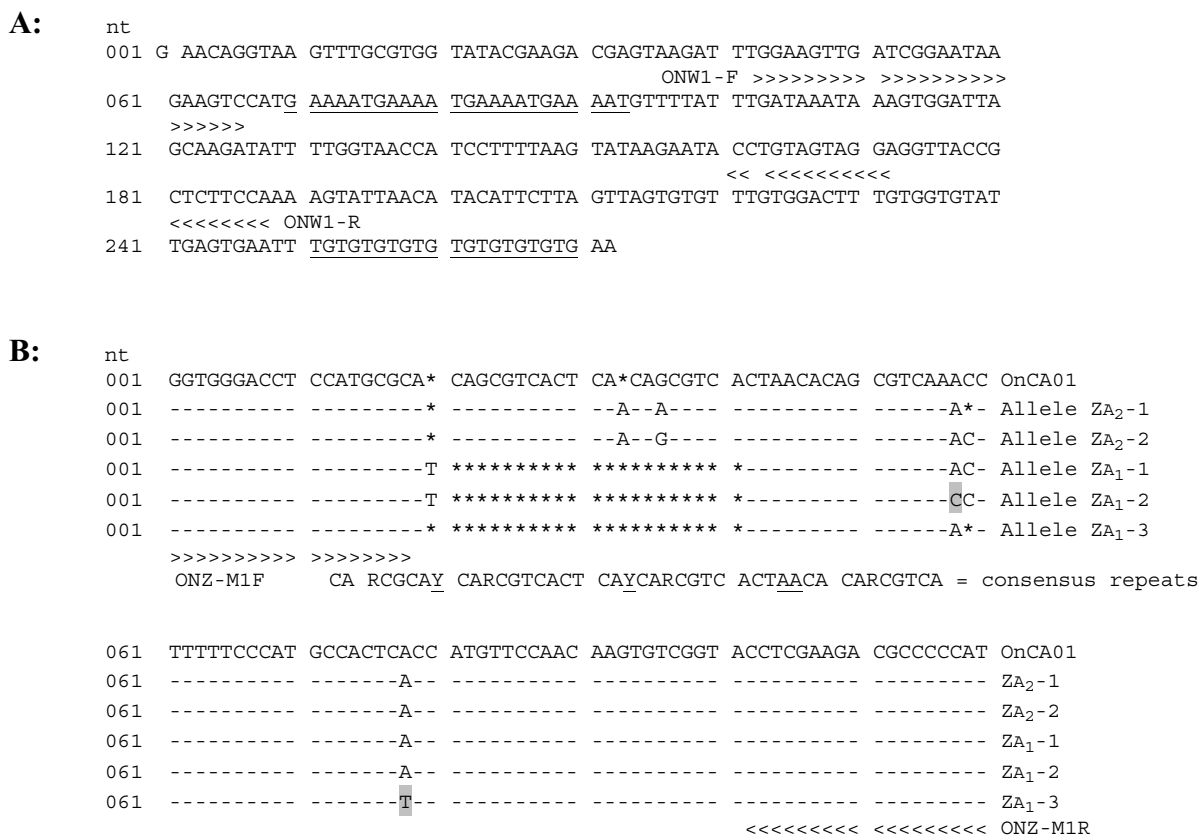 A:
nt
001 G AACAGGTAA GTTTGCGTGG TATACGAAGA CGAGTAAGAT TTGGAAGTTG ATCGGAATAA
ONW1-F >>>>>>>>> >>>>>>>>>>
061 GAAGTCCATG AAAATGAAAA TGAAAATGAA AATGTTTTAT TTGATAAATA AAGTGGATTA
>>>>>>
121 GCAAGATATT TTGGTAACCA TCCTTTTAAG TATAAGAATA CCTGTAGTAG GAGGTTACCG
<< <<<<<<<<<<
181 CTCTTCCAAA AGTATTAACA TACATTCTTA GTTAGTGTGT TTGTGGACTT TGTGGTGTAT
<<<<<<<< ONW1-R
241 TGAGTGAATT TGTGTGTGTG TGTGTGTGTG AA
B:
nt
001 GGTGGGACCT CCATGCGCA* CAGCGTCACT CA*CAGCGTC ACTAACACAG CGTCAAACC OnCA01
001 ---------- ---------* ---------- --A--A---- ---------- ------A*- Allele ZA2-1
001 ---------- ---------* ---------- --A--G---- ---------- ------AC- Allele ZA2-2
001 ---------- ---------T ********** ********** *--------- ------AC- Allele ZA1-1
001 ---------- ---------T ********** ********** *--------- ------CC- Allele ZA1-2
001 ---------- ---------* ********** ********** *--------- ------A*- Allele ZA1-3
>>>>>>>>>> >>>>>>>>
ONZ-M1F CA RCGCAY CARCGTCACT CAYCARCGTC ACTAACA CARCGTCA = consensus repeats
061 TTTTTCCCAT GCCACTCACC ATGTTCCAAC AAGTGTCGGT ACCTCGAAGA CGCCCCCAT OnCA01
061 ---------- -------A-- ---------- ---------- ---------- --------- ZA2-1
061 ---------- -------A-- ---------- ---------- ---------- --------- ZA2-2
061 ---------- -------A-- ---------- ---------- ---------- --------- ZA1-1
061 ---------- -------A-- ---------- ---------- ---------- --------- ZA1-2
061 ---------- -------T-- ---------- ---------- ---------- --------- ZA1-3
<<<<<<<<< <<<<<<<<< ONZ-M1R